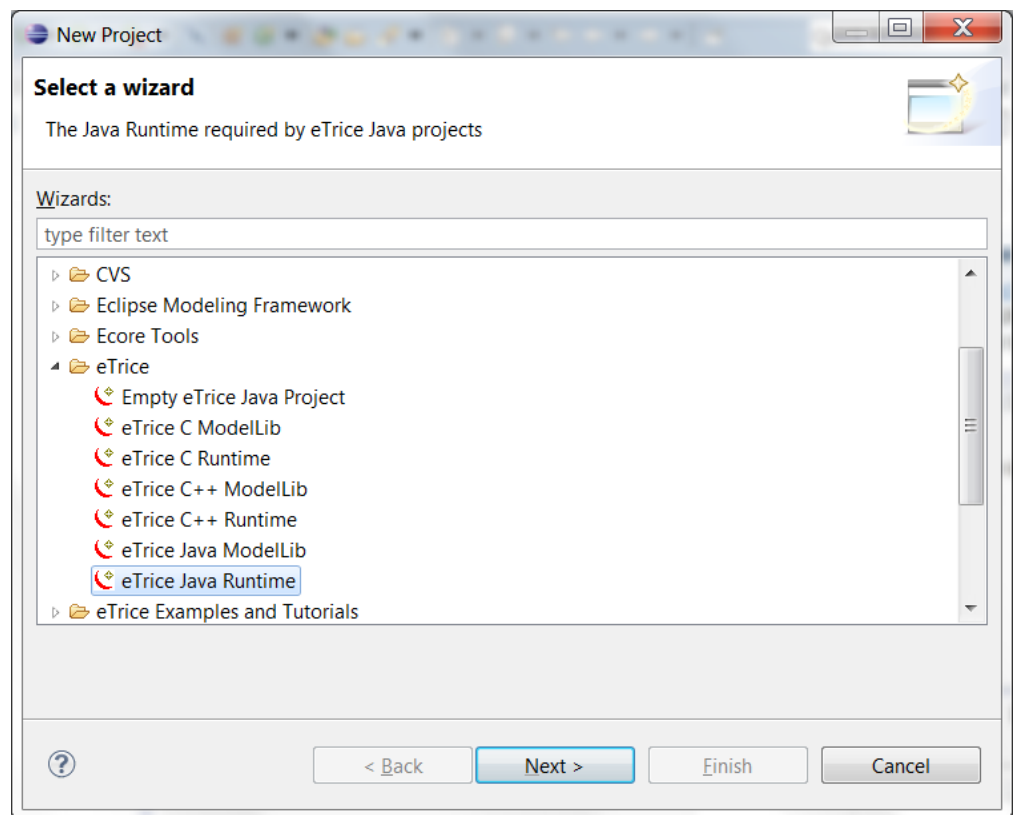 New Project
Select a wizard
The Java Runtime required by eTrice Java projects
Wizards:
type filter text
CVS
Eclipse Modeling Framework
Ecore Tools
eTrice
Empty eTrice Java Project
eTrice C ModelLib
eTrice C Runtime
eTrice C++ ModelLib
eTrice C++ Runtime
eTrice Java ModelLib
eTrice Java Runtime
eTrice Examples and Tutorials
? < Back Next > Finish Cancel